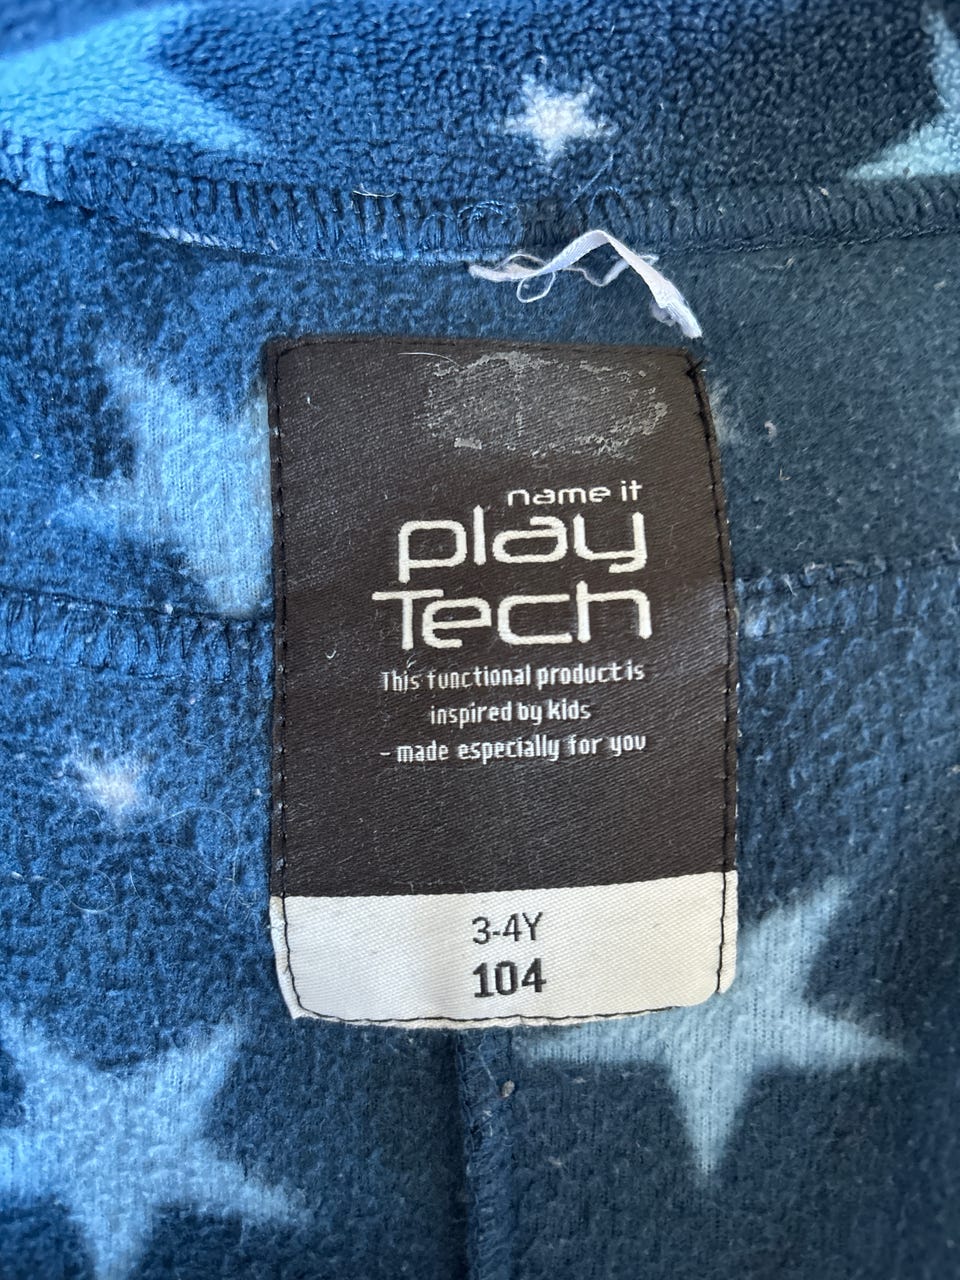 name it
play
Tech
This functional product is
inspired by kids
- made especially for you
3-4Y
104